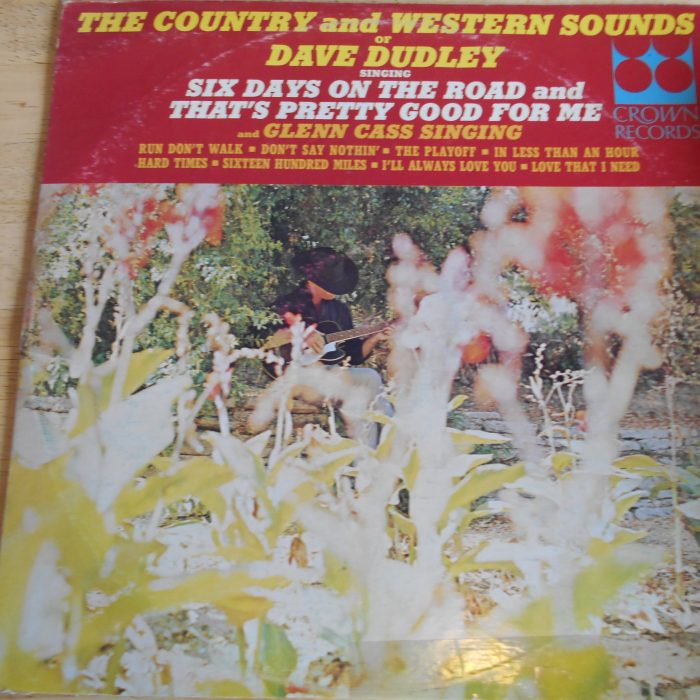 THE COUNTRY and WESTERN SOUNDS
OF
DAVE DUDLEY
SINGING
SIX DAYS ON THE ROAD and
THAT'S PRETTY GOOD FOR ME
and GLENN CASS SINGING
RUN DON'T WALK ▪ DON'T SAY NOTHIN' ▪ THE PLAYOFF ▪ IN LESS THAN AN HOUR
HARD TIMES ▪ SIXTEEN HUNDRED MILES ▪ I'LL ALWAYS LOVE YOU ▪ LOVE THAT I NEED
CROWN
RECORDS